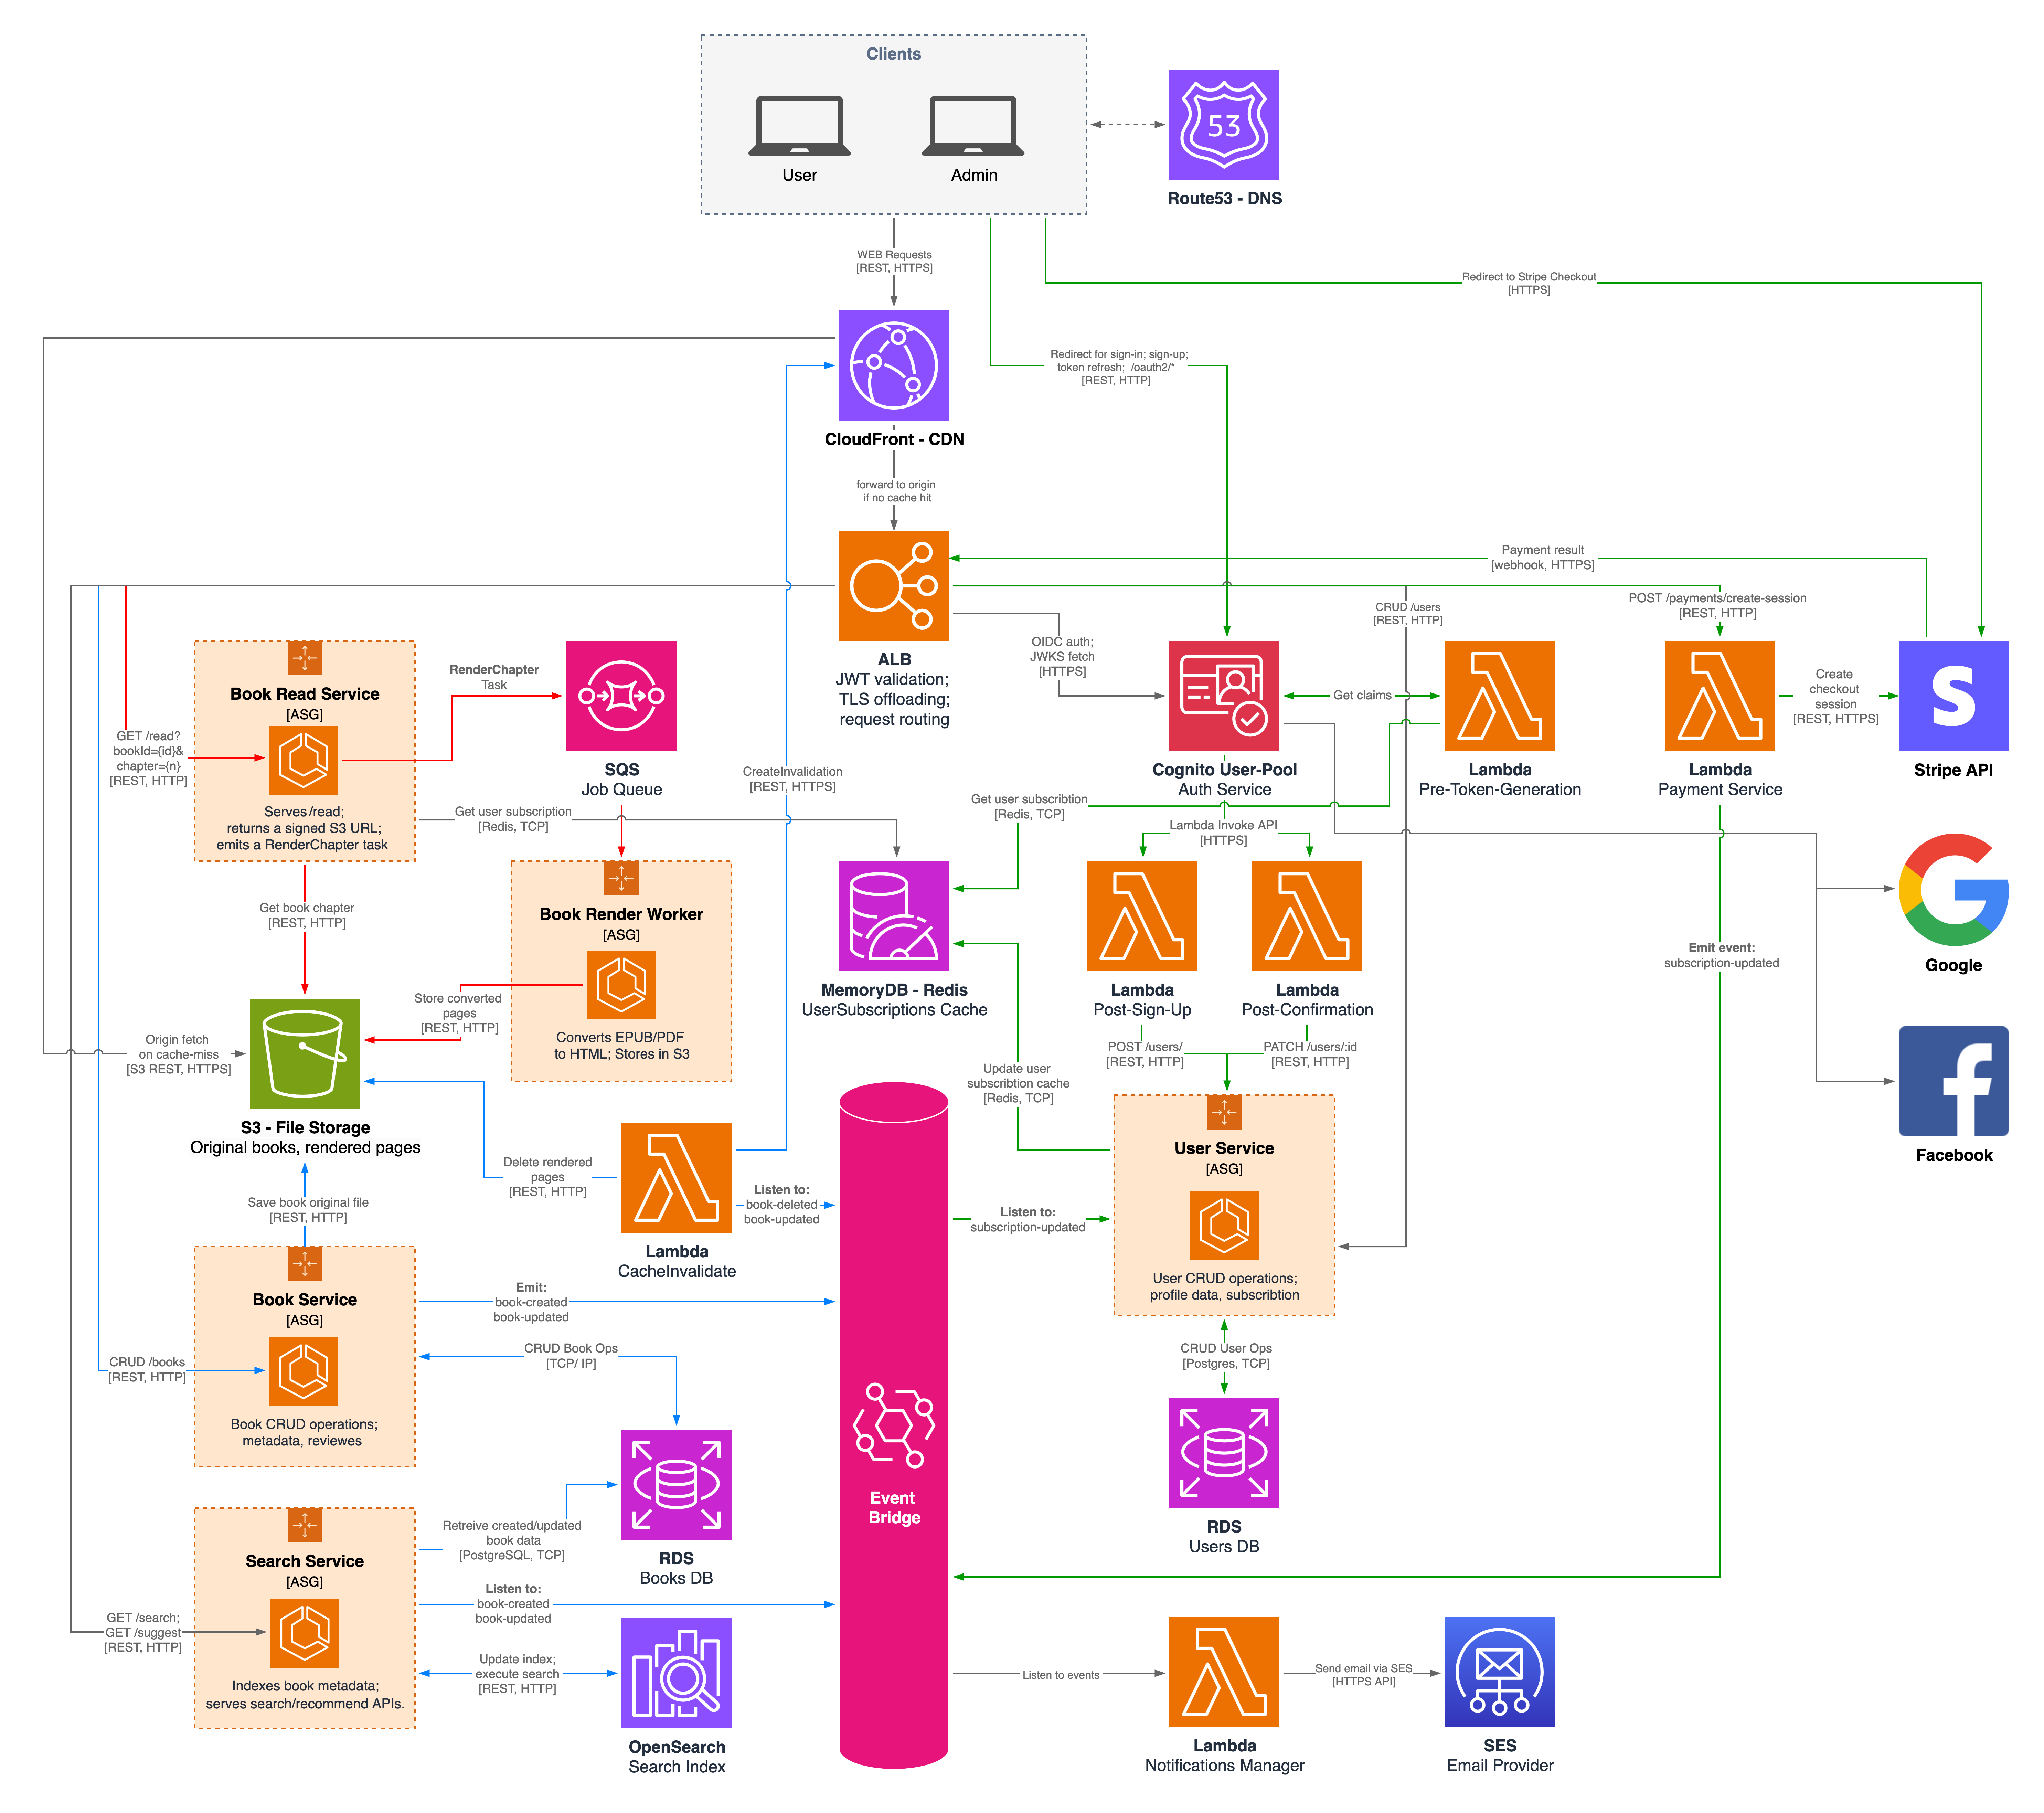 Clients
User
Admin
53
Route53 - DNS
WEB Requests
[REST, HTTPS]
Redirect to Stripe Checkout
[HTTPS]
Redirect for sign-in; sign-up;
token refresh; /oauth2/*
[REST, HTTP]
CloudFront - CDN
forward to origin
if no cache hit
Payment result
[webhook, HTTPS]
CRUD /users
[REST, HTTP]
POST /payments/create-session
[REST, HTTP]
OIDC auth;
JWKS fetch
[HTTPS]
ALB
JWT validation;
TLS offloading;
request routing
Book Read Service
[ASG]
RenderChapter
Task
GET /read?
bookId={id}&
chapter={n}
[REST, HTTP]
Serves /read;
returns a signed S3 URL;
emits a RenderChapter task
SQS
Job Queue
CreateInvalidation
[REST, HTTPS]
Get claims
Create
checkout
session
[REST, HTTPS]
S
Cognito User-Pool
Auth Service
Lambda
Pre-Token-Generation
Lambda
Payment Service
Stripe API
Get user subscription
[Redis, TCP]
Get user subscribtion
[Redis, TCP]
Lambda Invoke API
[HTTPS]
Get book chapter
[REST, HTTP]
Book Render Worker
[ASG]
Store converted
pages
[REST, HTTP]
Converts EPUB/PDF
to HTML; Stores in S3
MemoryDB - Redis
UserSubscriptions Cache
Lambda
Post-Sign-Up
Lambda
Post-Confirmation
Emit event:
subscription-updated
Google
Origin fetch
on cache-miss
[S3 REST, HTTPS]
POST /users/
[REST, HTTP]
PATCH /users/:id
[REST, HTTP]
Update user
subscribtion cache
[Redis, TCP]
f
Facebook
S3 - File Storage
Original books, rendered pages
Delete rendered
pages
[REST, HTTP]
Listen to:
book-deleted
book-updated
User Service
[ASG]
Listen to:
subscription-updated
Save book original file
[REST, HTTP]
Lambda
CacheInvalidate
User CRUD operations;
profile data, subscribtion
Book Service
[ASG]
Emit:
book-created
book-updated
CRUD Book Ops
[TCP/ IP]
CRUD User Ops
[Postgres, TCP]
CRUD /books
[REST, HTTP]
Book CRUD operations;
metadata, reviewes
Event
Bridge
Search Service
[ASG]
Retreive created/updated
book data
[PostgreSQL, TCP]
RDS
Books DB
RDS
Users DB
Listen to:
book-created
book-updated
GET /search;
GET /suggest
[REST, HTTP]
Update index;
execute search
[REST, HTTP]
Indexes book metadata;
serves search/recommend APIs.
Listen to events
Send email via SES
[HTTPS API]
OpenSearch
Search Index
Lambda
Notifications Manager
SES
Email Provider